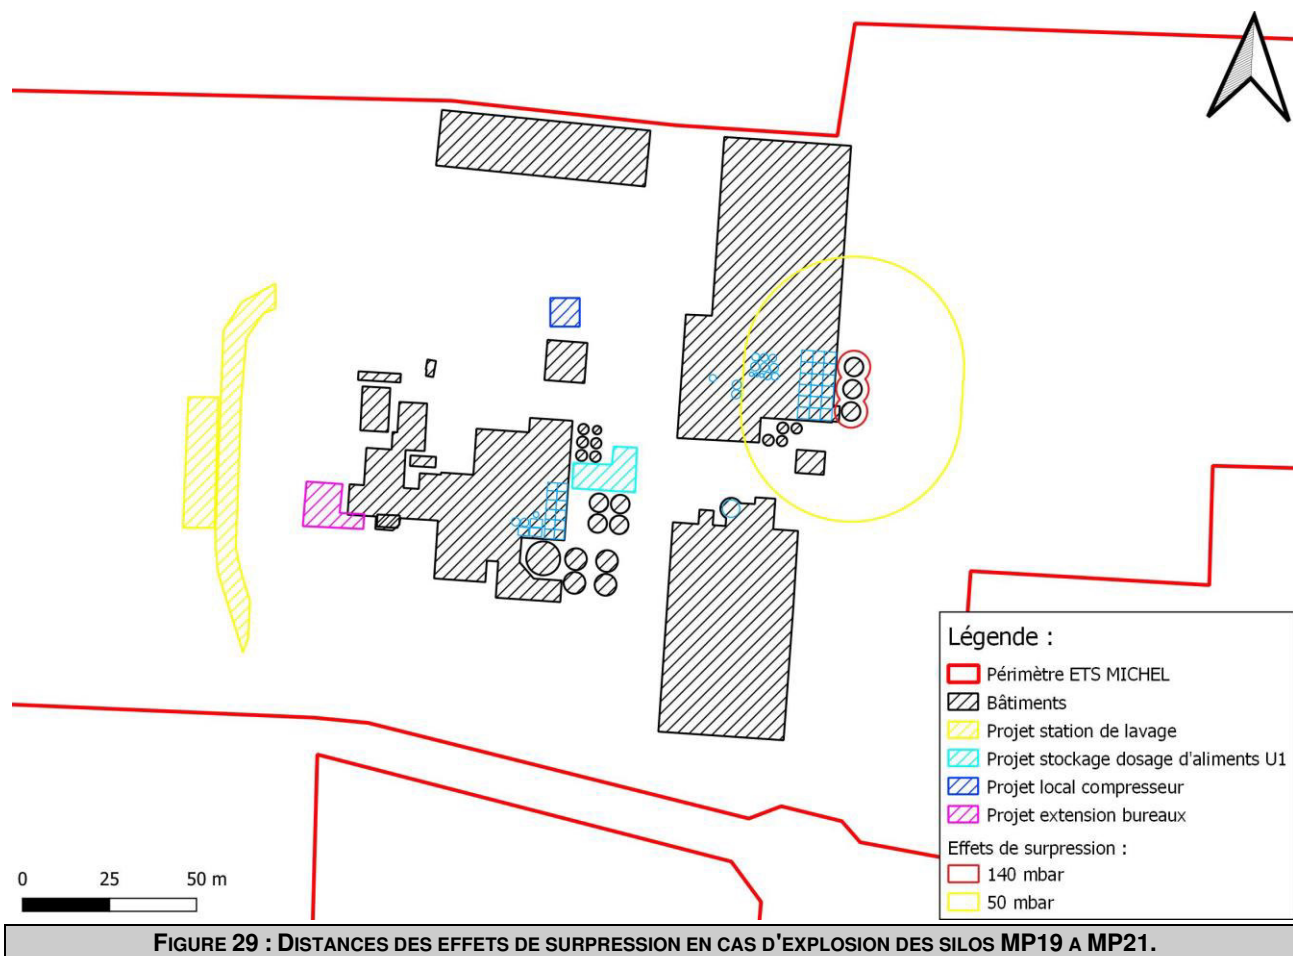 Légende :
Périmètre ETS MICHEL
Bâtiments
Projet station de lavage
Projet stockage dosage d'aliments U1
Projet local compresseur
Projet extension bureaux
Effets de surpression :
140 mbar
50 mbar
0 25 50 m
FIGURE 29 : DISTANCES DES EFFETS DE SURPRESSION EN CAS D'EXPLOSION DES SILOS MP19 A MP21.